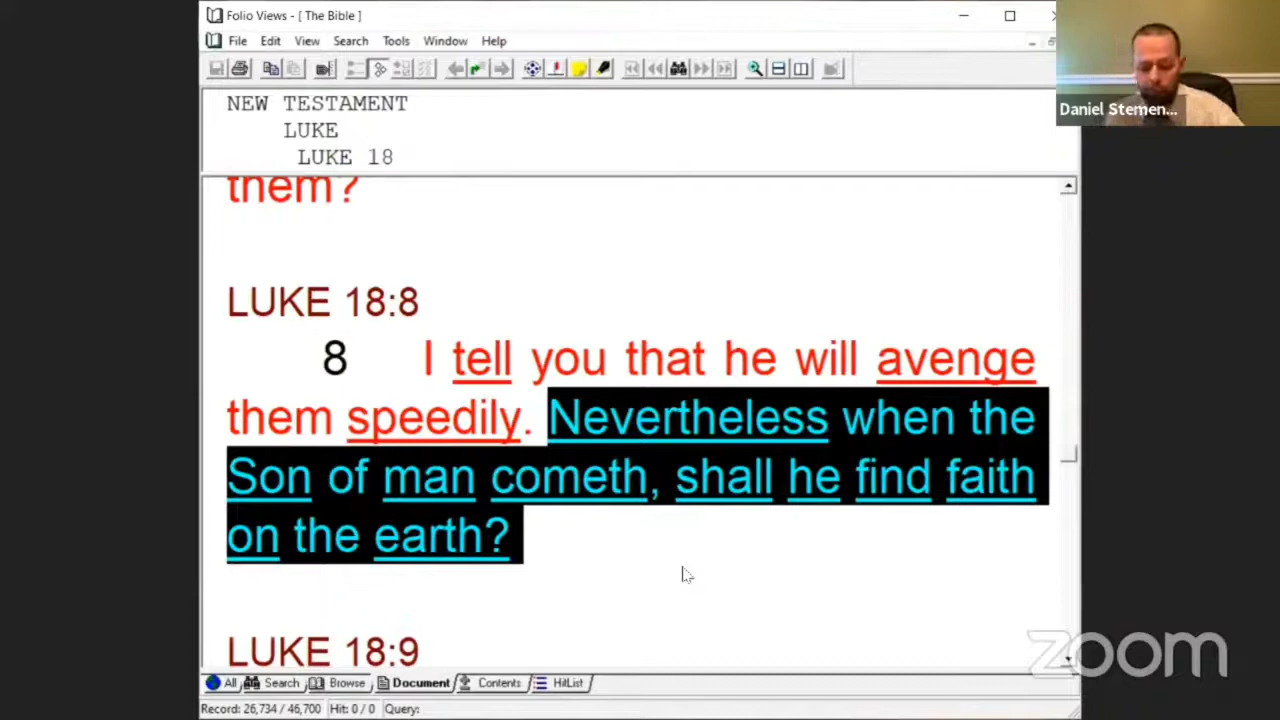 Folio Views - [ The Bible ]
File Edit View Search Tools Window Help
NEW TESTAMENT
LUKE
LUKE 18
Daniel Stemen...
them?
LUKE 18:8
8 I tell you that he will avenge
them speedily. Nevertheless when the
Son of man cometh, shall he find faith
on the earth?
LUKE 18:9
zoom
All Search Browse Document Contents HitList
Record: 26,734 / 46,700 Hit: 0 / 0 Query: